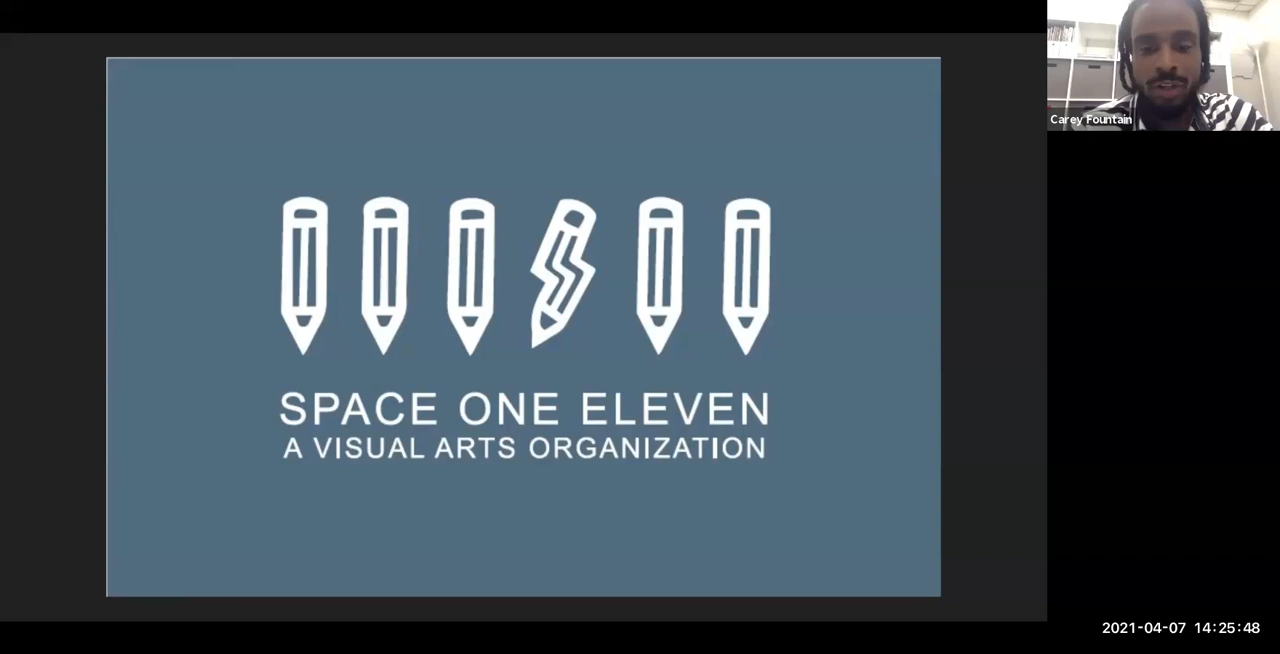 Carey Fountain
SPACE ONE ELEVEN
A VISUAL ARTS ORGANIZATION
2021-04-07 14:25:48